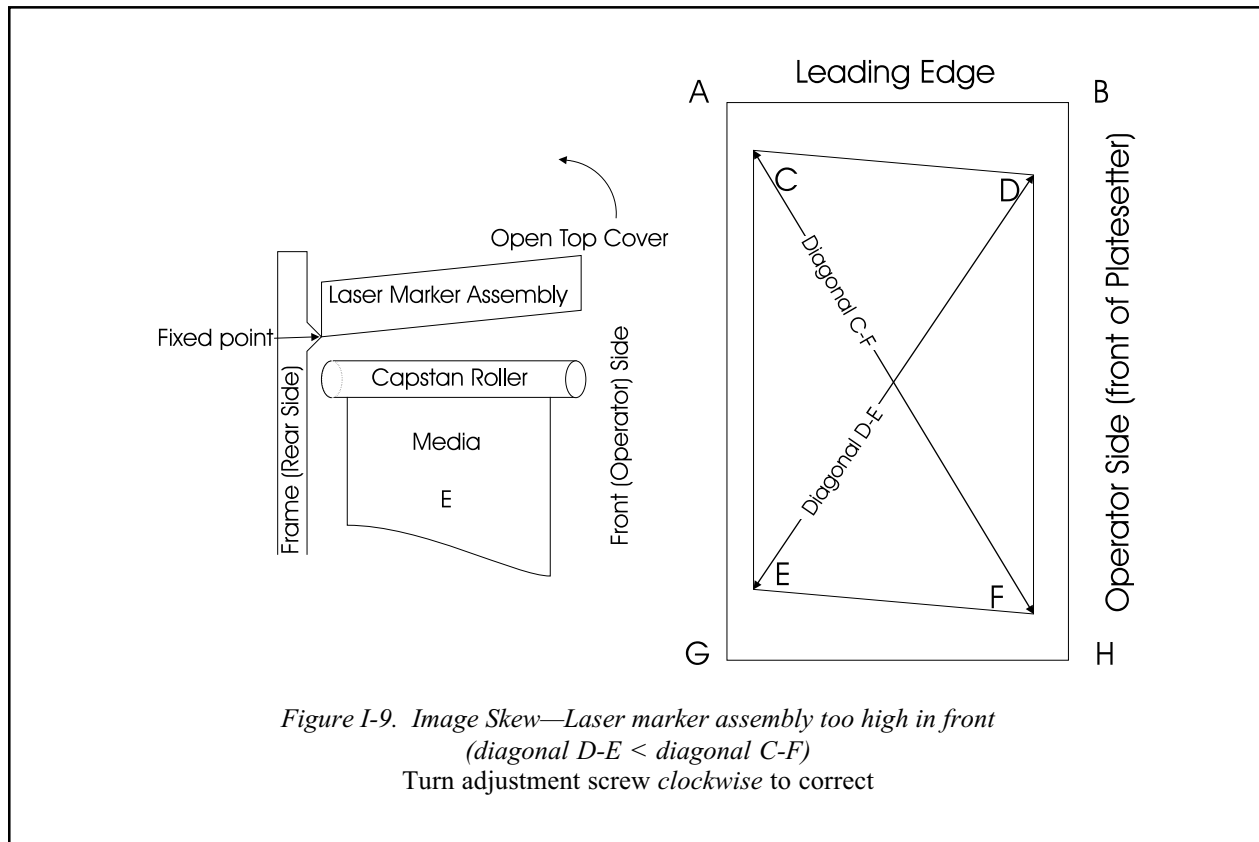 Open Top Cover
Laser Marker Assembly
Fixed point
Capstan Roller
Media
E
Frame (Rear Side)
Front (Operator) Side
Leading Edge
A
B
C
D
Diagonal C-F
Diagonal D-E
E
F
G
H
Operator Side (front of Platesetter)
Figure I-9. Image Skew—Laser marker assembly too high in front
(diagonal D-E < diagonal C-F)
Turn adjustment screw clockwise to correct